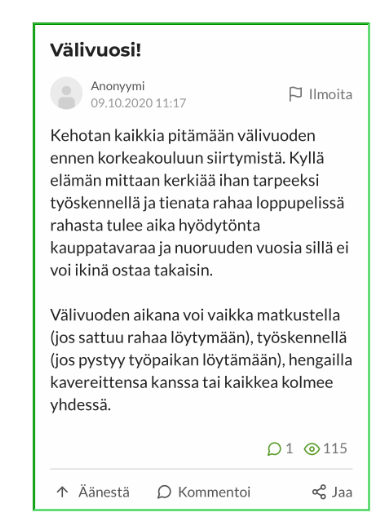 Välivuosi!
Anonyymi
09.10.2020 11:17
Ilmoita
Kehotan kaikkia pitämään välivuoden
ennen korkeakouluun siirtymistä. Kyllä
elämän mittaan kerkiää ihan tarpeeksi
työskennellä ja tienata rahaa loppupelissä
rahasta tulee aika hyödytöntä
kauppatavaraa ja nuoruuden vuosia sillä ei
voi ikinä ostaa takaisin.
Välivuoden aikana voi vaikka matkustella
(jos sattuu rahaa löytymään), työskennellä
(jos pystyy työpaikan löytämään), hengailla
kavereittensa kanssa tai kaikkea kolmee
yhdessä.
1 115
Äänestä Kommentoi Jaa